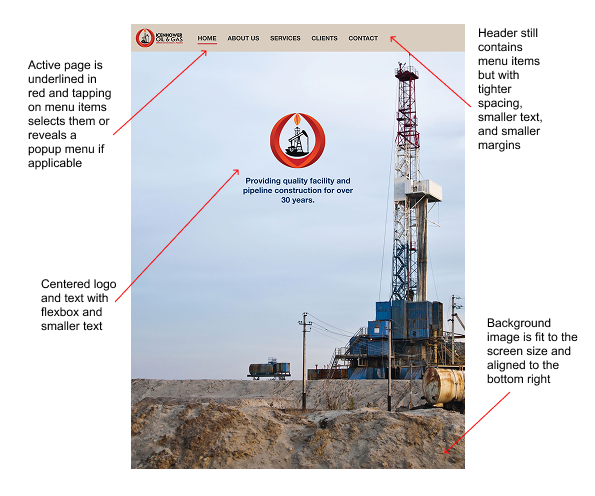 ICENHOWER
OIL & GAS
HOME
ABOUT US
SERVICES
CLIENTS
CONTACT
Header still
contains
menu items
but with
tighter
spacing,
smaller text,
and smaller
margins
Active page is
underlined in
red and tapping
on menu items
selects them or
reveals a
popup menu if
applicable
Providing quality facility and
pipeline construction for over
30 years.
Centered logo
and text with
flexbox and
smaller text
Background
image is fit to the
screen size and
aligned to the
bottom right